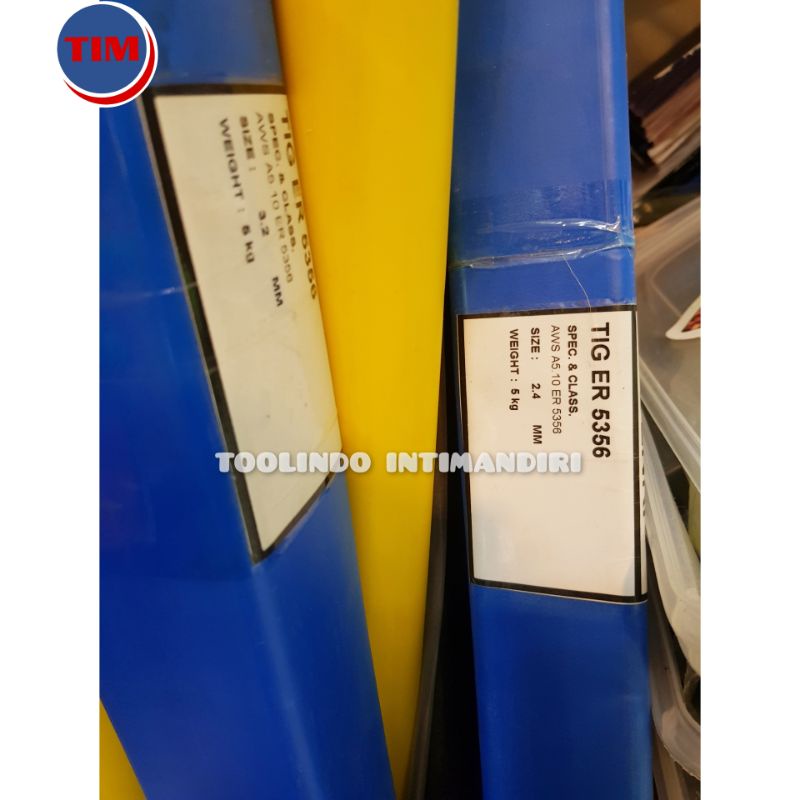 TIM
TIG ER 5356
SPEC. & CLASS.
AWS A5.10 ER 5356
SIZE : 3.2 MM
WEIGHT : 5 kg
TIG ER 5356
SPEC. & CLASS.
AWS A5.10 ER 5356
SIZE : 2.4 MM
WEIGHT : 5 kg
TOOLINDO INTIMANDIRI